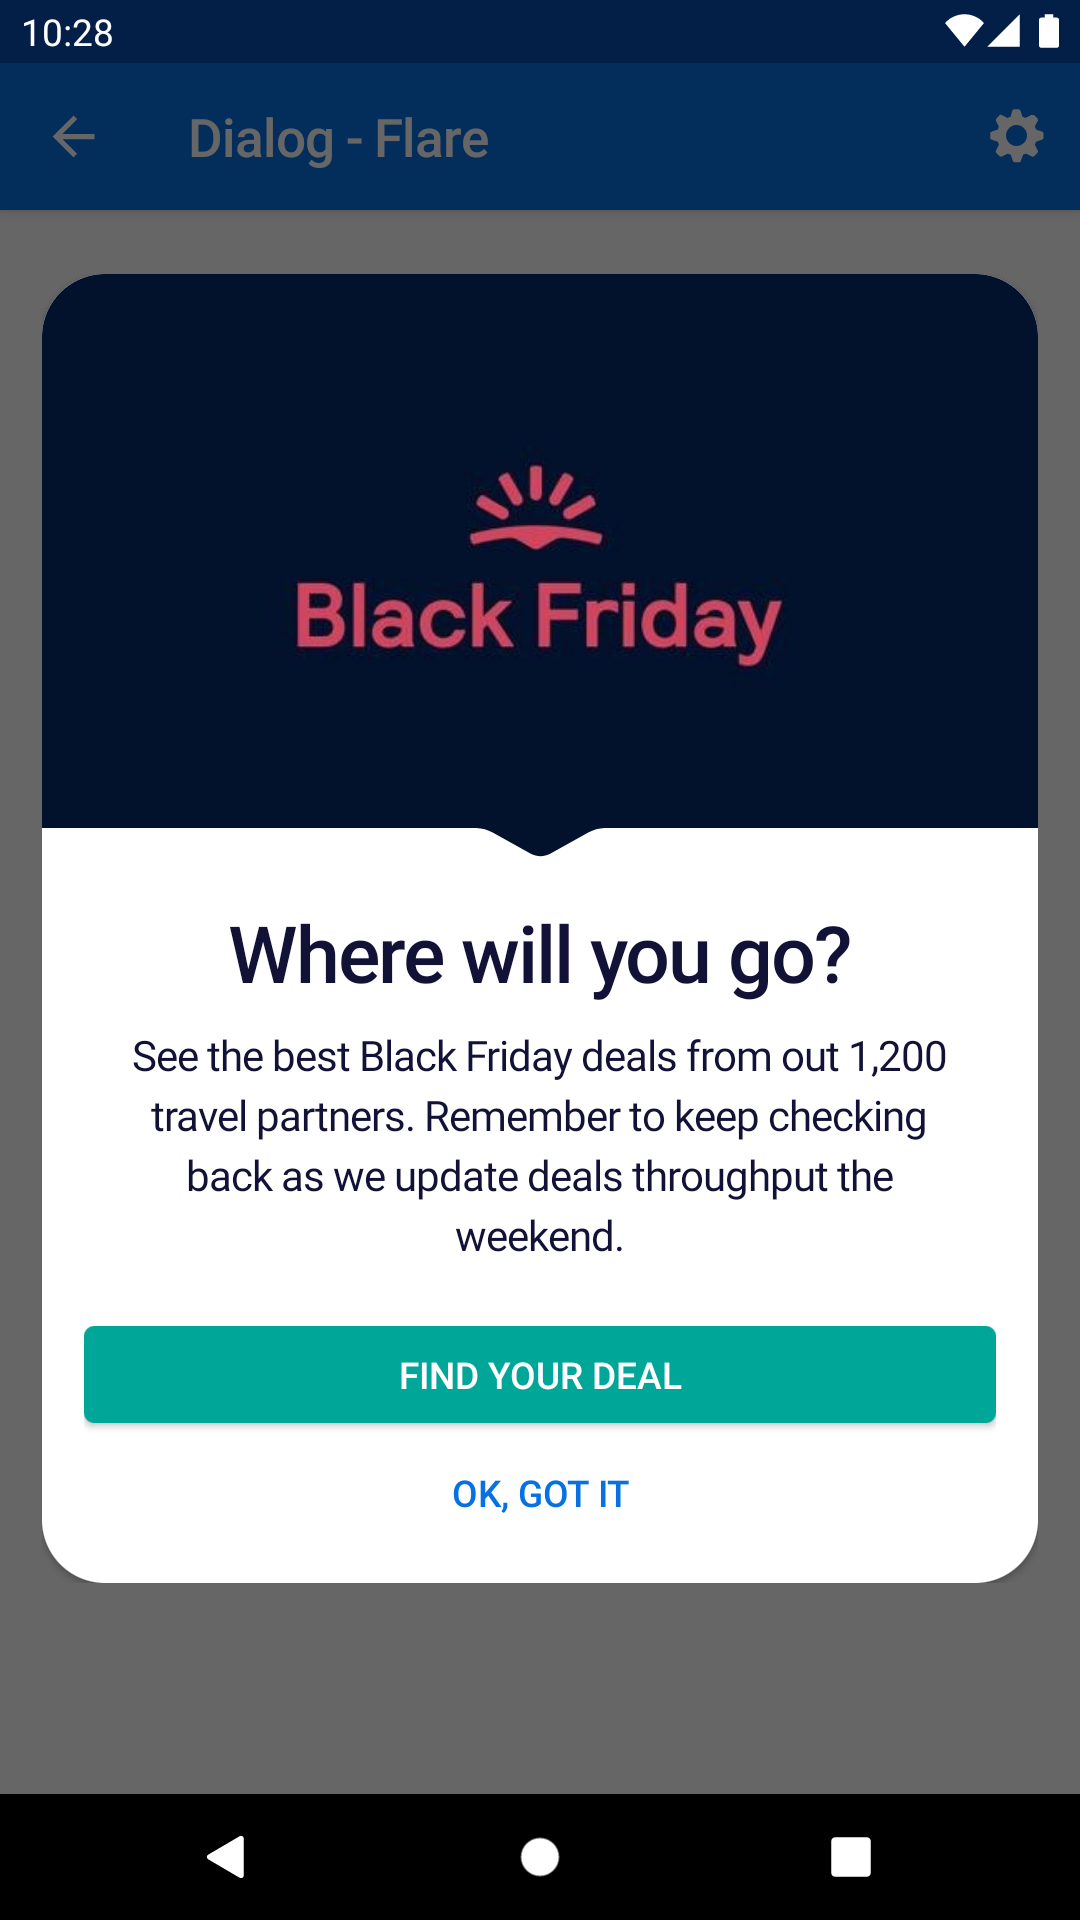 10:28
Dialog - Flare
Black Friday
Where will you go?
See the best Black Friday deals from out 1,200
travel partners. Remember to keep checking
back as we update deals throughput the
weekend.
FIND YOUR DEAL
OK, GOT IT